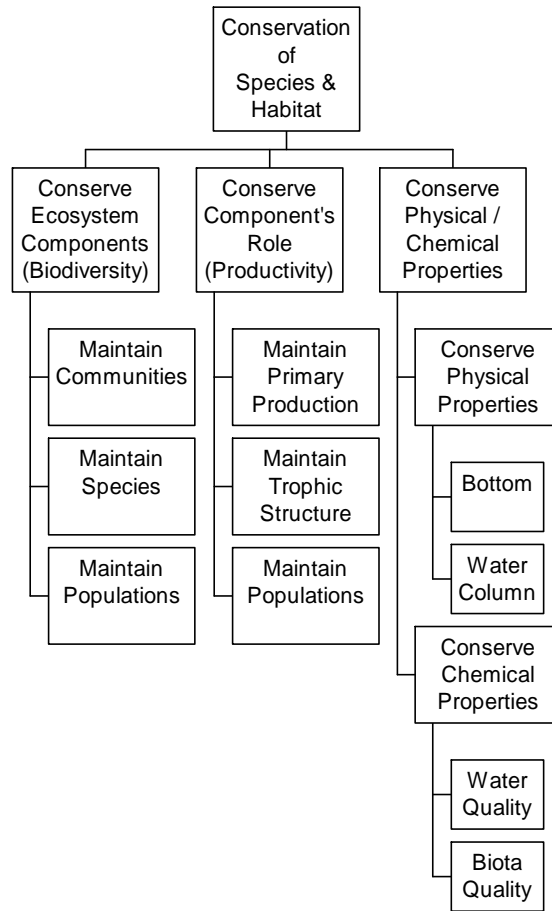 Conservation
of
Species &
Habitat
Conserve
Ecosystem
Components
(Biodiversity)
Maintain
Communities
Maintain
Species
Maintain
Populations
Conserve
Component's
Role
(Productivity)
Maintain
Primary
Production
Maintain
Trophic
Structure
Maintain
Populations
Conserve
Physical /
Chemical
Properties
Conserve
Physical
Properties
Bottom
Water
Column
Conserve
Chemical
Properties
Water
Quality
Biota
Quality